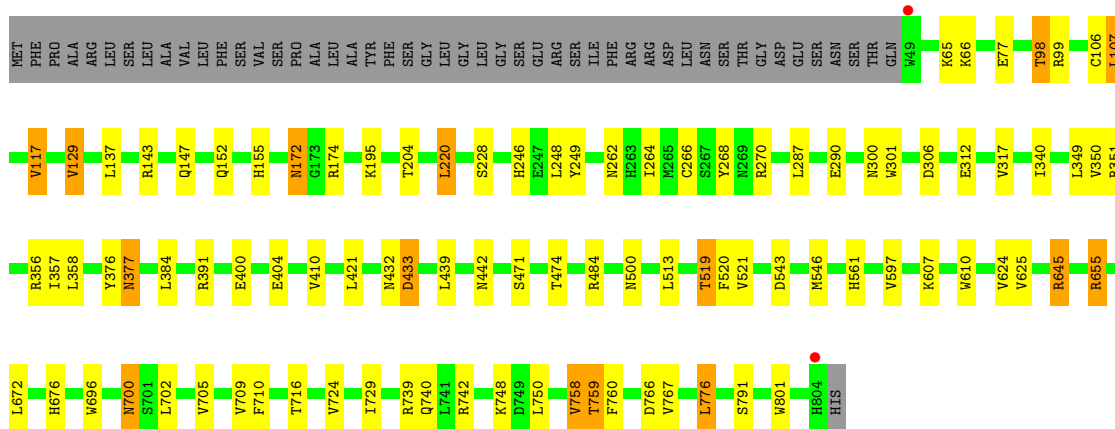 MET PHE PRO ALA ARG LEU SER LEU ALA VAL LEU PHE PRO SER VAL SER PRO ALA LEU ALA TYR PHE SER GLY LEU GLY LEU GLY SER GLU ARG SER ILE PHE ARG ARG ASP LEU ASN SER THR GLY ASP GLU SER ASN SER THR GLN W49 K65 K66 E77 T98 R99 C106 L107
V117 V129 L137 R143 Q147 Q152 H155 N172 G173 R174 K195 T204 L220 S228 H246 E247 L248 Y249 N262 H263 I264 M265 C266 S267 Y268 N269 R270 L287 E290 N300 W301 D306 E312 V317 I340 L349 V350 R351
R356 I357 L358 Y376 N377 L384 R391 E400 E404 V410 L421 N432 D433 L439 N442 S471 T474 R484 N500 L513 T519 F520 V521 D543 M546 H561 V597 K607 W610 V624 V625 R645 R655
L672 H676 W696 N700 S701 L702 V705 V709 F710 T716 V724 I729 R739 Q740 L741 R742 K748 D749 L750 V758 T759 F760 D766 V767 L776 S791 W801 H804 HIS